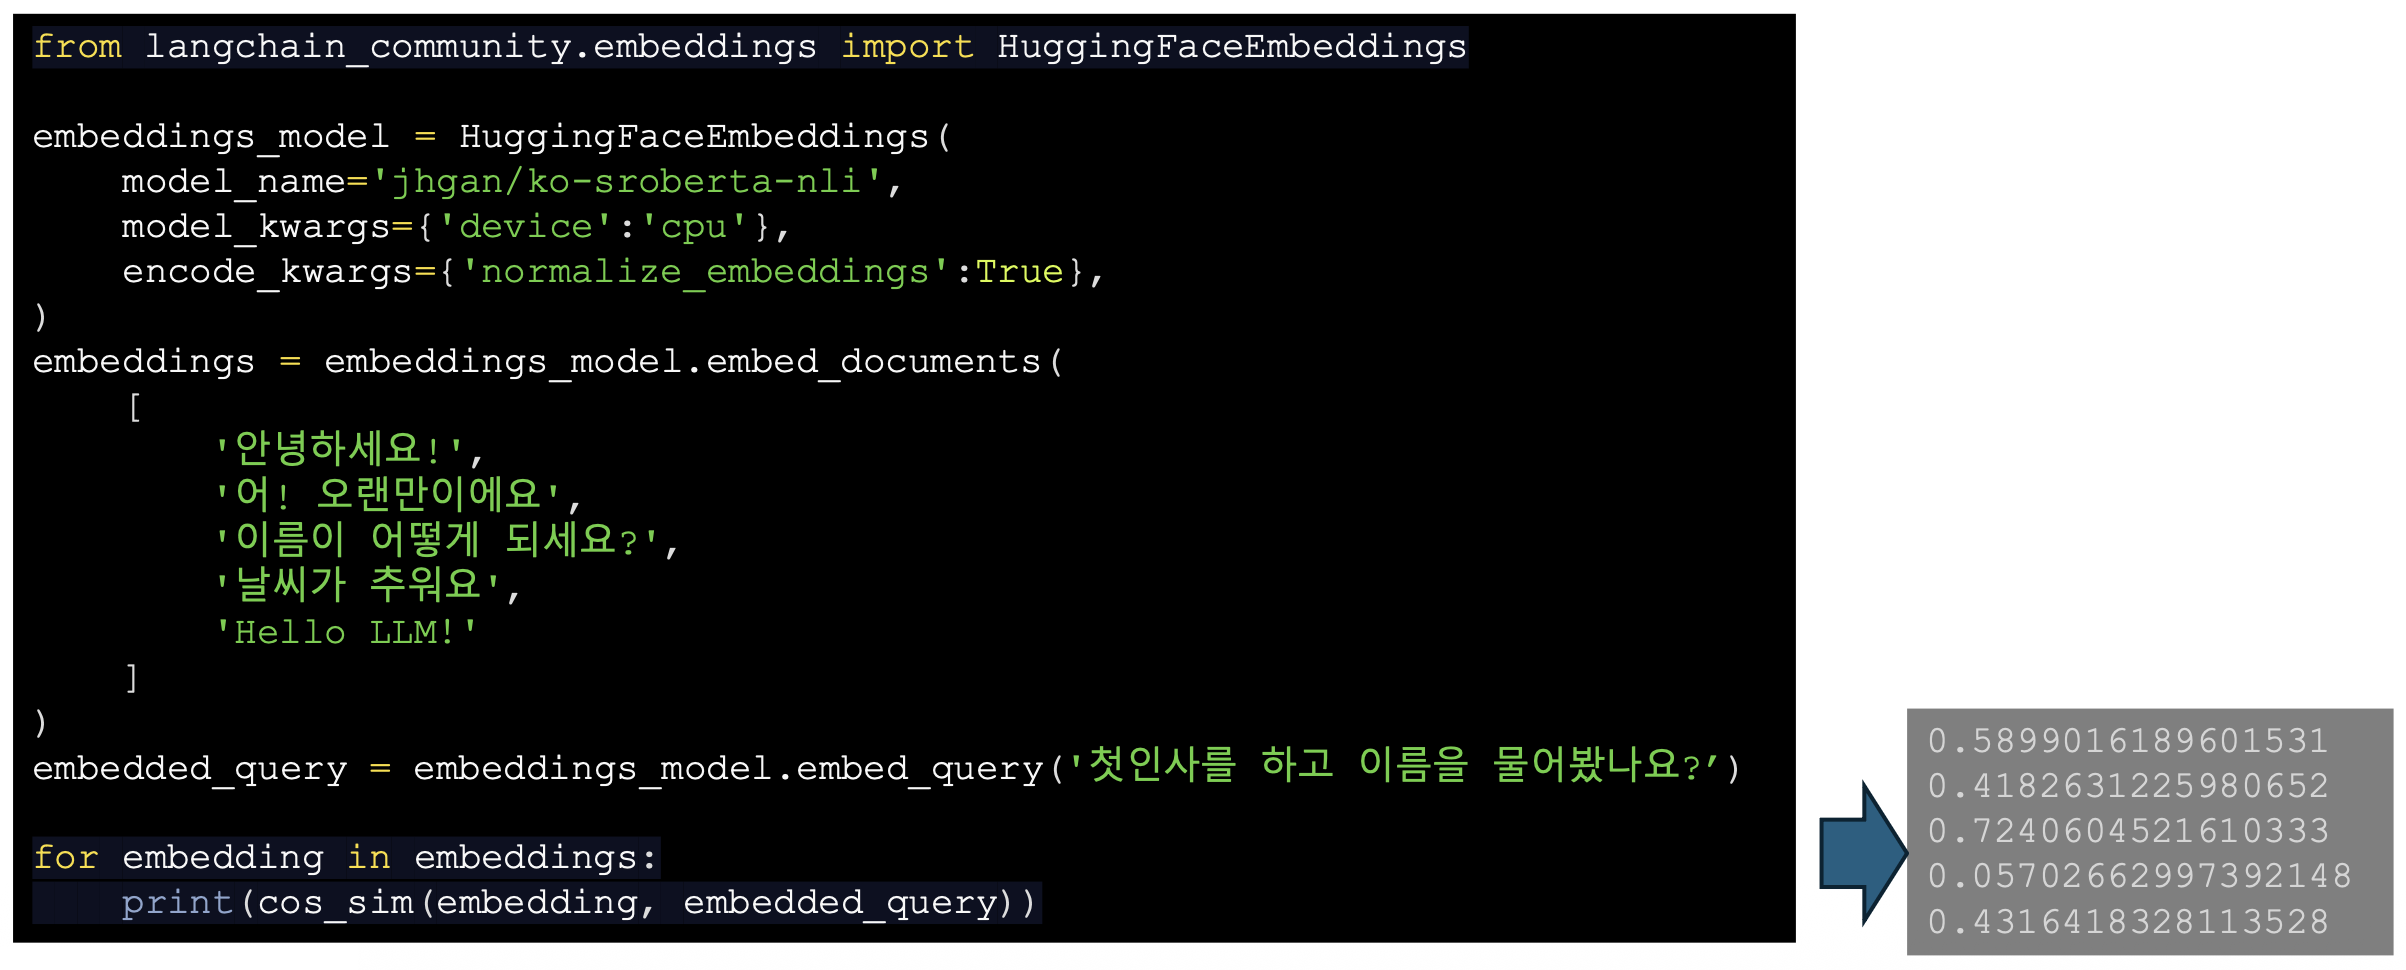 from langchain_community.embeddings import HuggingFaceEmbeddings

embeddings_model = HuggingFaceEmbeddings(
    model_name='jhgan/ko-sroberta-nli',
    model_kwargs={'device':'cpu'},
    encode_kwargs={'normalize_embeddings':True},
)
embeddings = embeddings_model.embed_documents(
    [
        '안녕하세요!',
        '어! 오랜만이에요',
        '이름이 어떻게 되세요?',
        '날씨가 추워요',
        'Hello LLM!'
    ]
)
embedded_query = embeddings_model.embed_query('첫인사를 하고 이름을 물어봤나요?’)

for embedding in embeddings:
    print(cos_sim(embedding, embedded_query))
0.5899016189601531
0.4182631225980652
0.7240604521610333
0.05702662997392148
0.4316418328113528